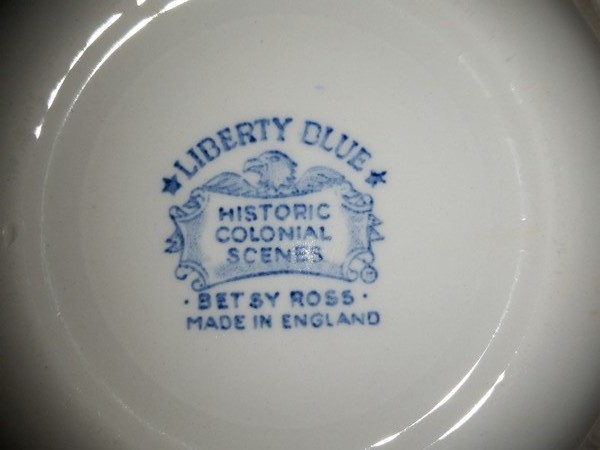 LIBERTY BLUE
HISTORIC
COLONIAL
SCENES
· BETSY ROSS ·
MADE IN ENGLAND